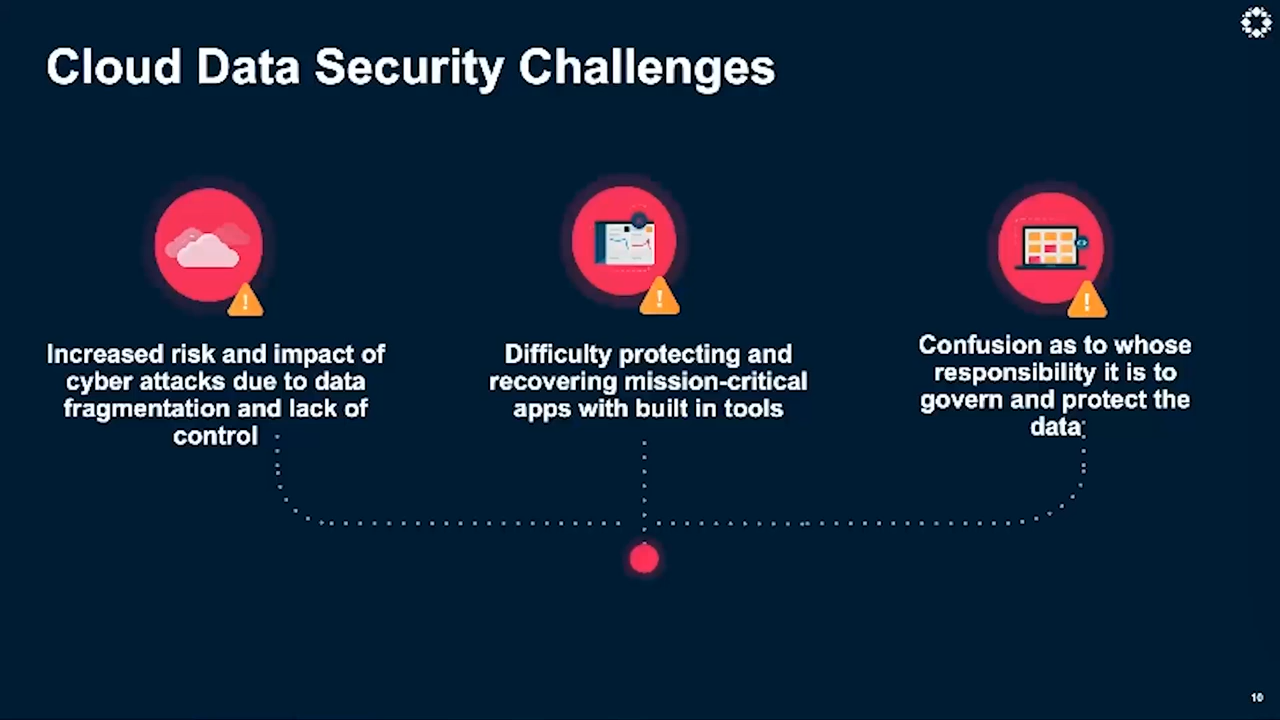 Cloud Data Security Challenges
!
!
!
Increased risk and impact of
cyber attacks due to data
fragmentation and lack of
control
Difficulty protecting and
recovering mission-critical
apps with built in tools
Confusion as to whose
responsibility it is to
govern and protect the
data
10